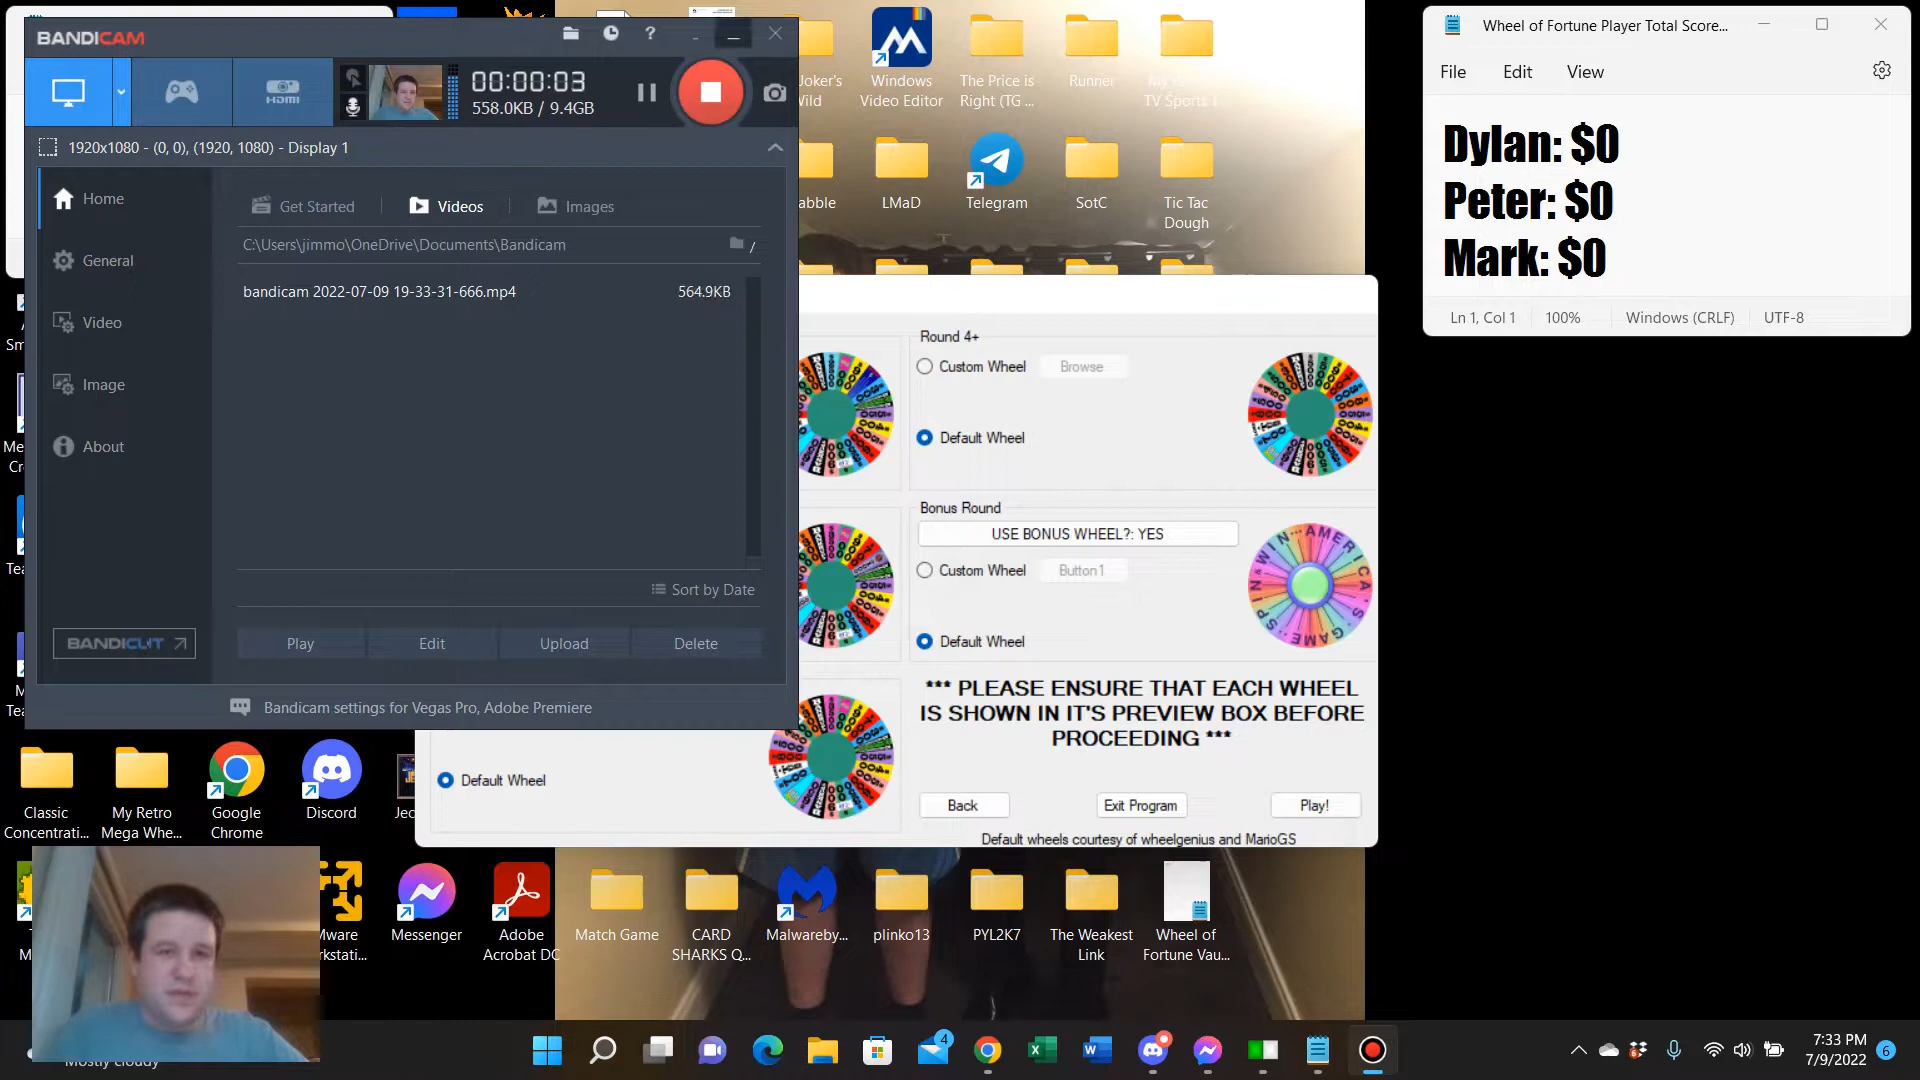 BANDICAM
?
HDMI
00:00:03
558.0KB / 9.4GB
1920x1080 - (0, 0), (1920, 1080) - Display 1
Home
General
Video
Image
About
Get Started
Videos
Images
C:\Users\jimmo\OneDrive\Documents\Bandicam
/
bandicam 2022-07-09 19-33-31-666.mp4
564.9KB
Sort by Date
BANDICUT
Play
Edit
Upload
Delete
Bandicam settings for Vegas Pro, Adobe Premiere
Windows
Video Editor
The Price is
Right (TG ...
Runner
LMaD
Telegram
SotC
Tic Tac
Dough
Wheel of Fortune Player Total Score...
File
Edit
View
Dylan: $0
Peter: $0
Mark: $0
Ln 1, Col 1
100%
Windows (CRLF)
UTF-8
Round 4+
Custom Wheel
Browse
Default Wheel
Bonus Round
USE BONUS WHEEL?: YES
Custom Wheel
Button1
Default Wheel
*** PLEASE ENSURE THAT EACH WHEEL
IS SHOWN IN IT'S PREVIEW BOX BEFORE
PROCEEDING ***
Default Wheel
Back
Exit Program
Play!
Default wheels courtesy of wheelgenius and MarioGS
Classic
Concentrati...
My Retro
Mega Whe...
Google
Chrome
Discord
Messenger
Adobe
Acrobat DC
Match Game
CARD
SHARKS Q...
Malwareby...
plinko13
PYL2K7
The Weakest
Link
Wheel of
Fortune Vau...
Mostly cloudy
4
7:33 PM
7/9/2022
6